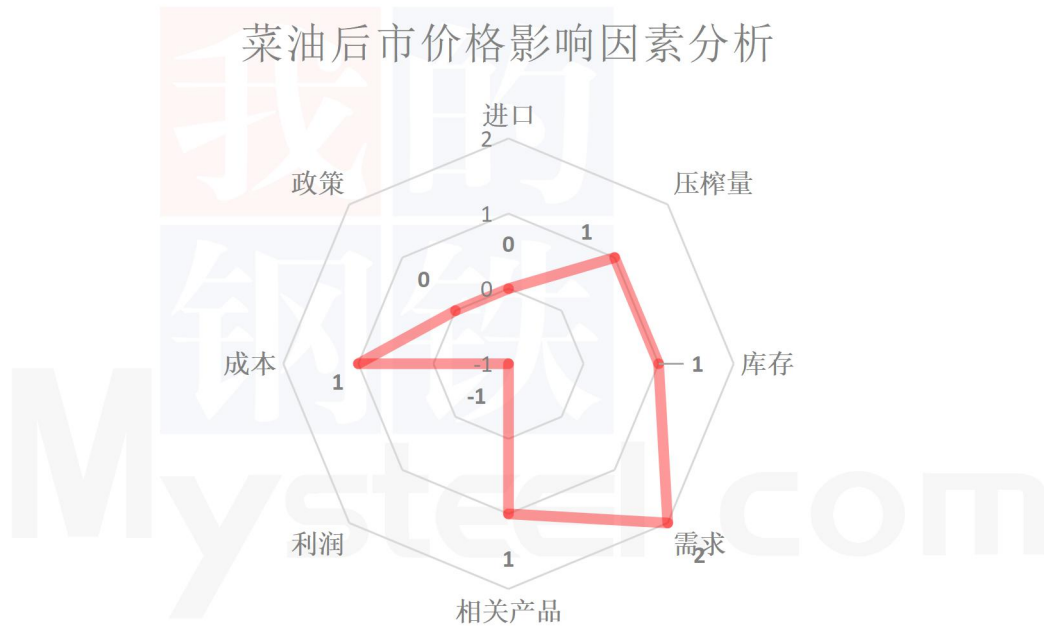 菜油后市价格影响因素分析
进口
2
政策
压榨量
1
1
0
0
0
成本
-1
1
库存
1
-1
利润
需求
2
1
相关产品
我的
钢铁
Mysteel.com